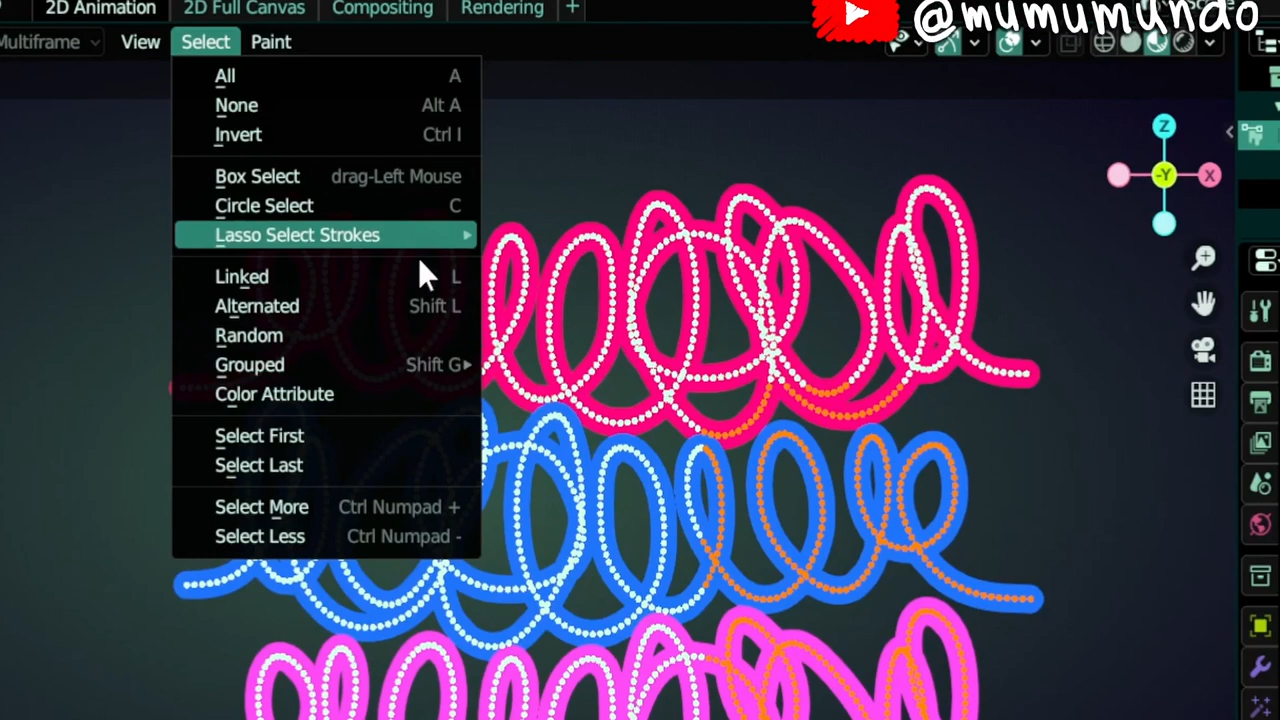 2D Animation 2D Full Canvas Compositing Rendering +
@mumumundo
Multiframe View Select Paint
All A
None Alt A
Invert Ctrl I
Box Select drag-Left Mouse
Circle Select C
Lasso Select Strokes
Linked L
Alternated Shift L
Random
Grouped Shift G
Color Attribute
Select First
Select Last
Select More Ctrl Numpad +
Select Less Ctrl Numpad -
Z
-Y X